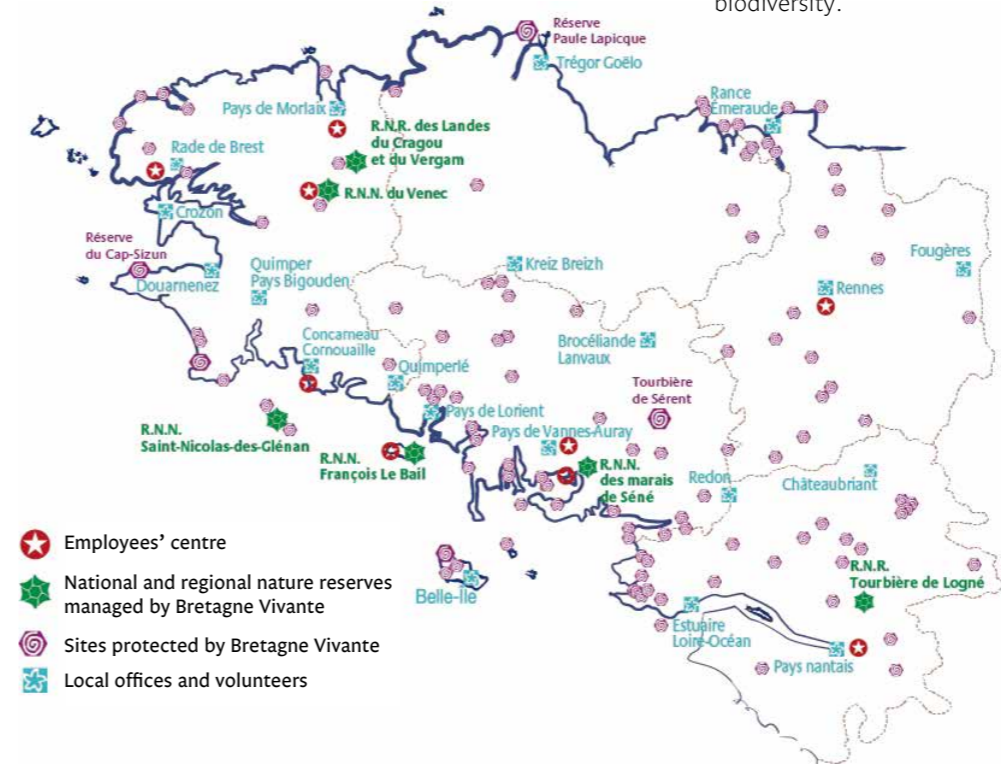 biodiversity.
Réserve
Paule Lapicque
Trégor Goëlo
Pays de Morlaix
Rance
Émeraude
R.N.R. des Landes
du Cragou
et du Vergam
Rade de Brest
R.N.N. du Venec
Crozon
Réserve
du Cap-Sizun
Douarnenez
Quimper
Pays Bigouden
Kreiz Breizh
Fougères
Rennes
Concarneau
Cornouaille
Brocéliande
Lanvaux
Quimperlé
Tourbière
de Sérent
Pays de Lorient
Pays de Vannes-Auray
R.N.N.
Saint-Nicolas-des-Glénan
R.N.N.
François Le Bail
R.N.N.
des marais
de Séné
Redon
Châteaubriant
R.N.R.
Tourbière de Logné
Belle-Île
Estuaire
Loire-Océan
Pays nantais
Employees’ centre
National and regional nature reserves
managed by Bretagne Vivante
Sites protected by Bretagne Vivante
Local offices and volunteers